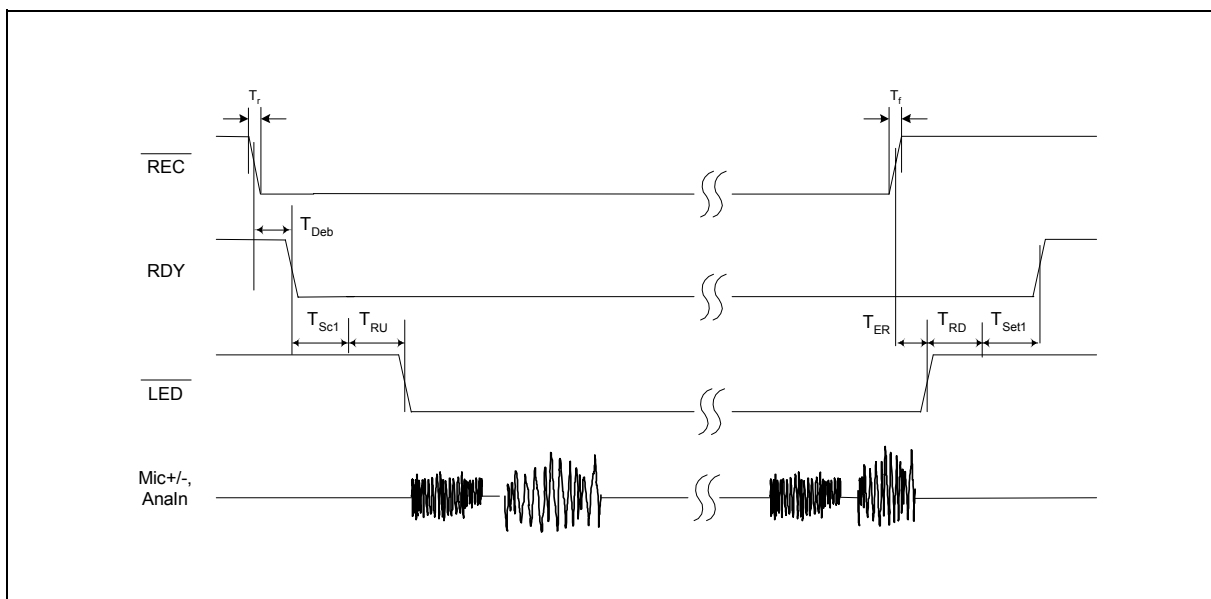 Tr
Tf
REC
TDeb
RDY
TSc1 TRU TER TRD TSet1
LED
Mic+/-,
AnaIn